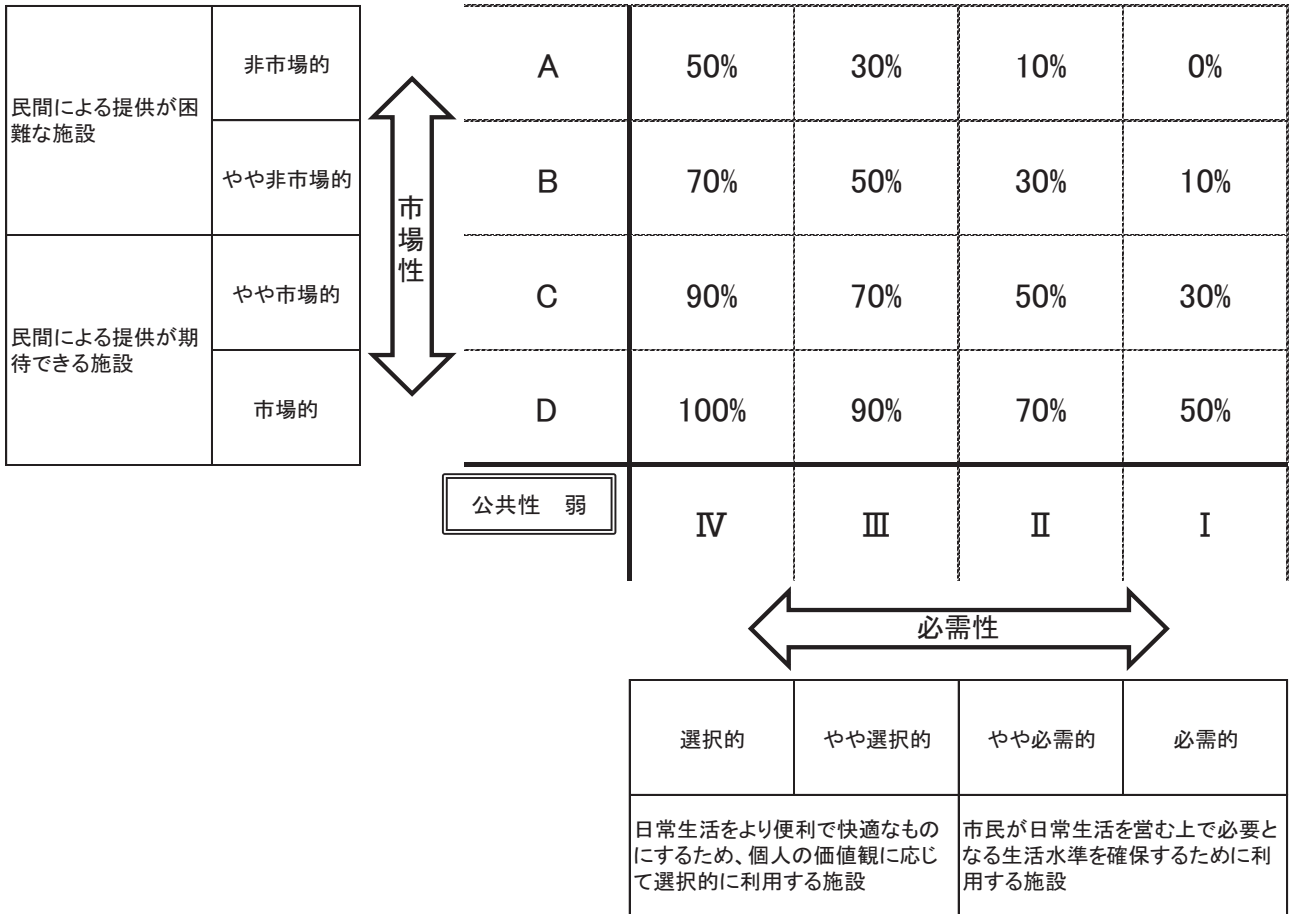 民間による提供が困
難な施設
非市場的
やや非市場的
民間による提供が期
待できる施設
やや市場的
市場的
市場性
A 50% 30% 10% 0%
B 70% 50% 30% 10%
C 90% 70% 50% 30%
D 100% 90% 70% 50%
公共性 弱
Ⅳ Ⅲ Ⅱ Ⅰ
必需性
選択的 やや選択的 やや必需的 必需的
日常生活をより便利で快適なもの
にするため、個人の価値観に応じ
て選択的に利用する施設
市民が日常生活を営む上で必要と
なる生活水準を確保するために利
用する施設